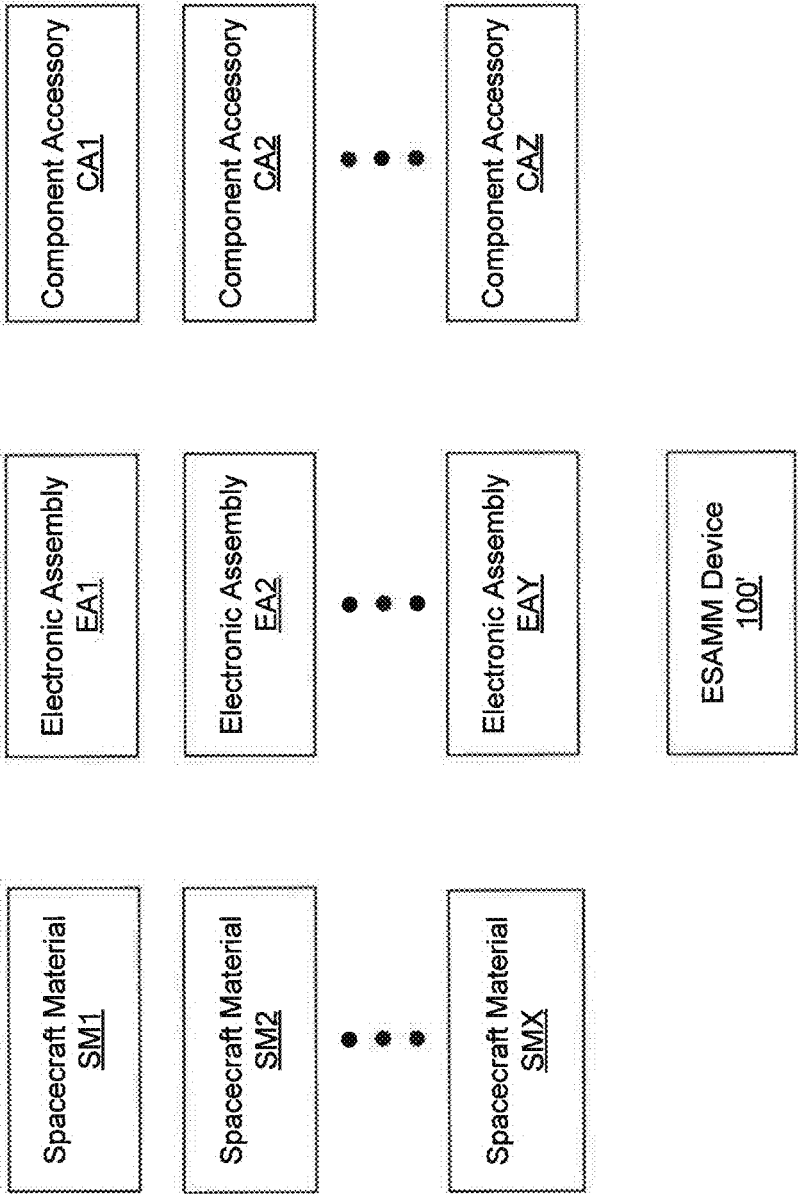 Spacecraft Material
SM1
Electronic Assembly
EA1
Component Accessory
CA1
Spacecraft Material
SM2
Electronic Assembly
EA2
Component Accessory
CA2
Spacecraft Material
SMX
Electronic Assembly
EAY
Component Accessory
CAZ
ESAMM Device
100'